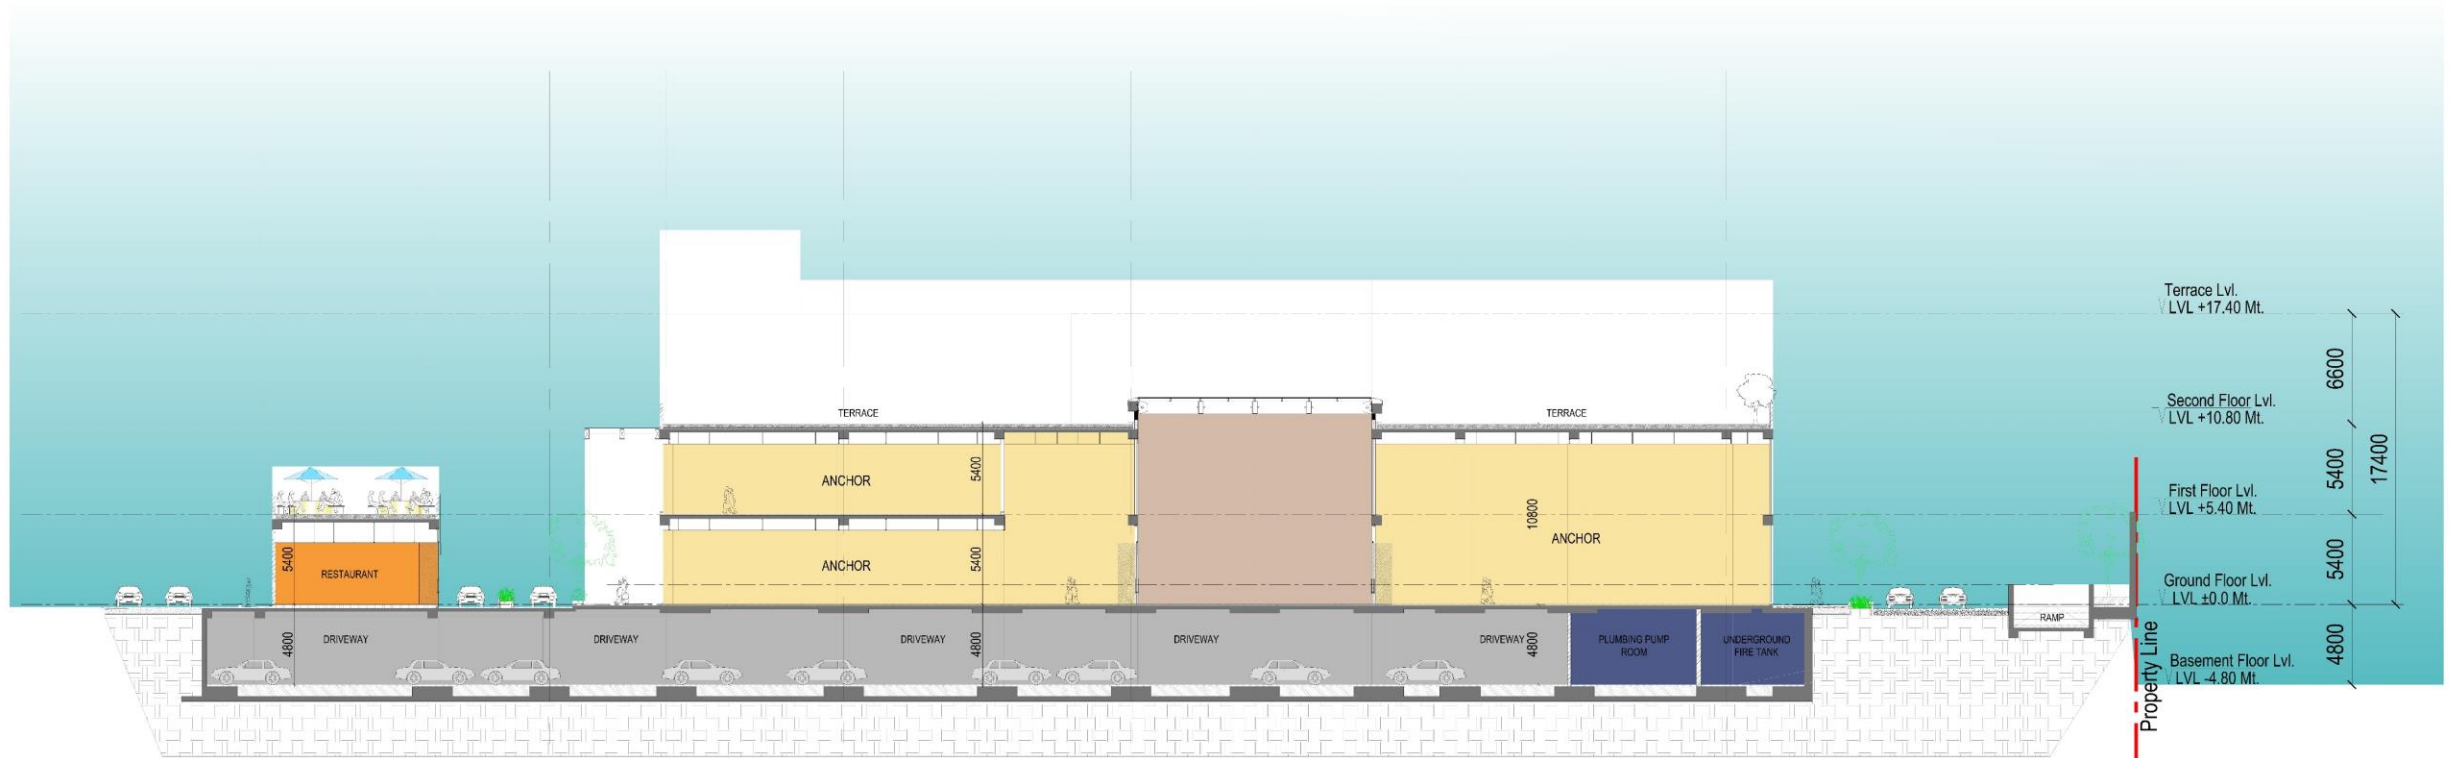 Terrace Lvl.
LVL +17.40 Mt.
6600
TERRACE
TERRACE
Second Floor Lvl.
LVL +10.80 Mt.
5400
17400
ANCHOR
5400
First Floor Lvl.
LVL +5.40 Mt.
10800
ANCHOR
5400
RESTAURANT
5400
ANCHOR
5400
Ground Floor Lvl.
LVL ±0.0 Mt.
RAMP
DRIVEWAY
DRIVEWAY
DRIVEWAY
DRIVEWAY
DRIVEWAY
4800
4800
4800
PLUMBING PUMP
ROOM
UNDERGROUND
FIRE TANK
4800
Basement Floor Lvl.
LVL -4.80 Mt.
Property Line